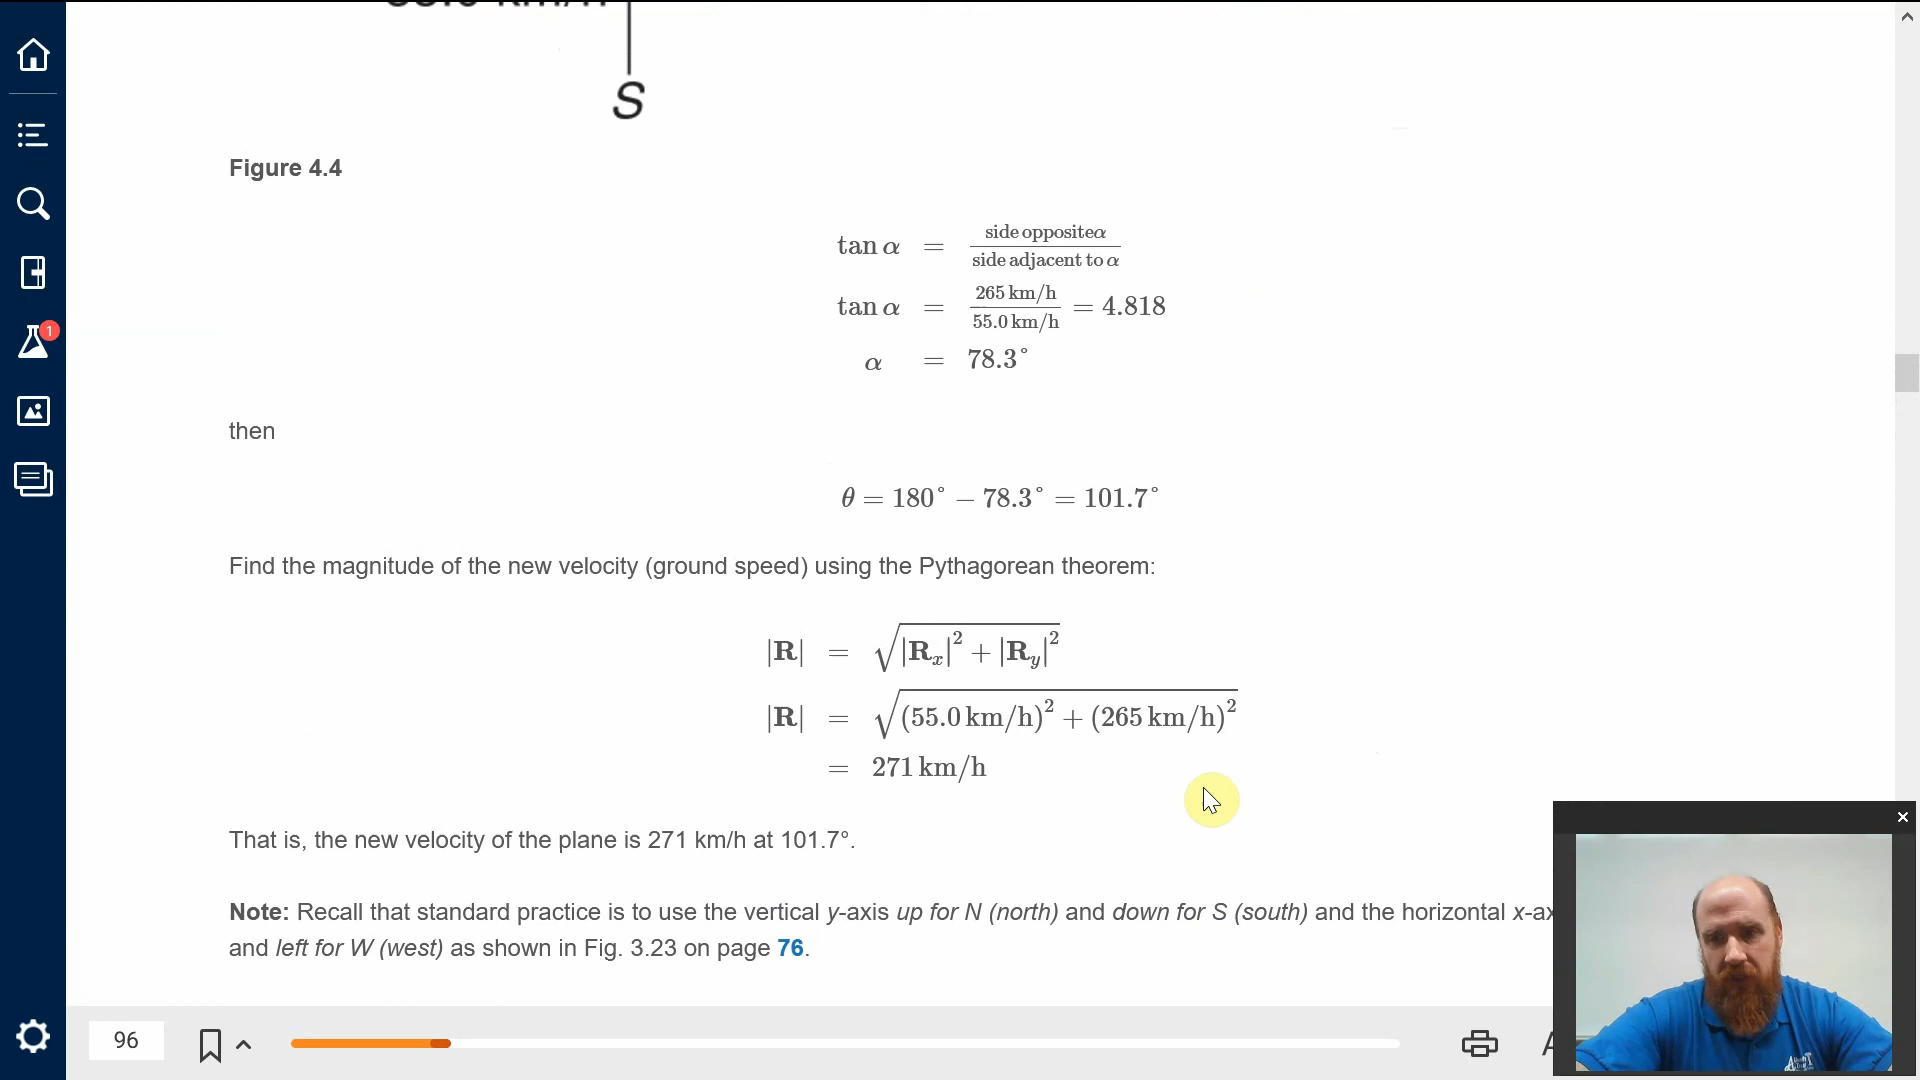 S
Figure 4.4
tan α = side oppositeα / side adjacent to α
tan α = 265 km/h / 55.0 km/h = 4.818
α = 78.3°
then
θ = 180° − 78.3° = 101.7°
Find the magnitude of the new velocity (ground speed) using the Pythagorean theorem:
|R| = √|Rₓ|² + |Rᵧ|²
|R| = √(55.0 km/h)² + (265 km/h)²
= 271 km/h
That is, the new velocity of the plane is 271 km/h at 101.7°.
Note: Recall that standard practice is to use the vertical y-axis up for N (north) and down for S (south) and the horizontal
and left for W (west) as shown in Fig. 3.23 on page 76.
96
1